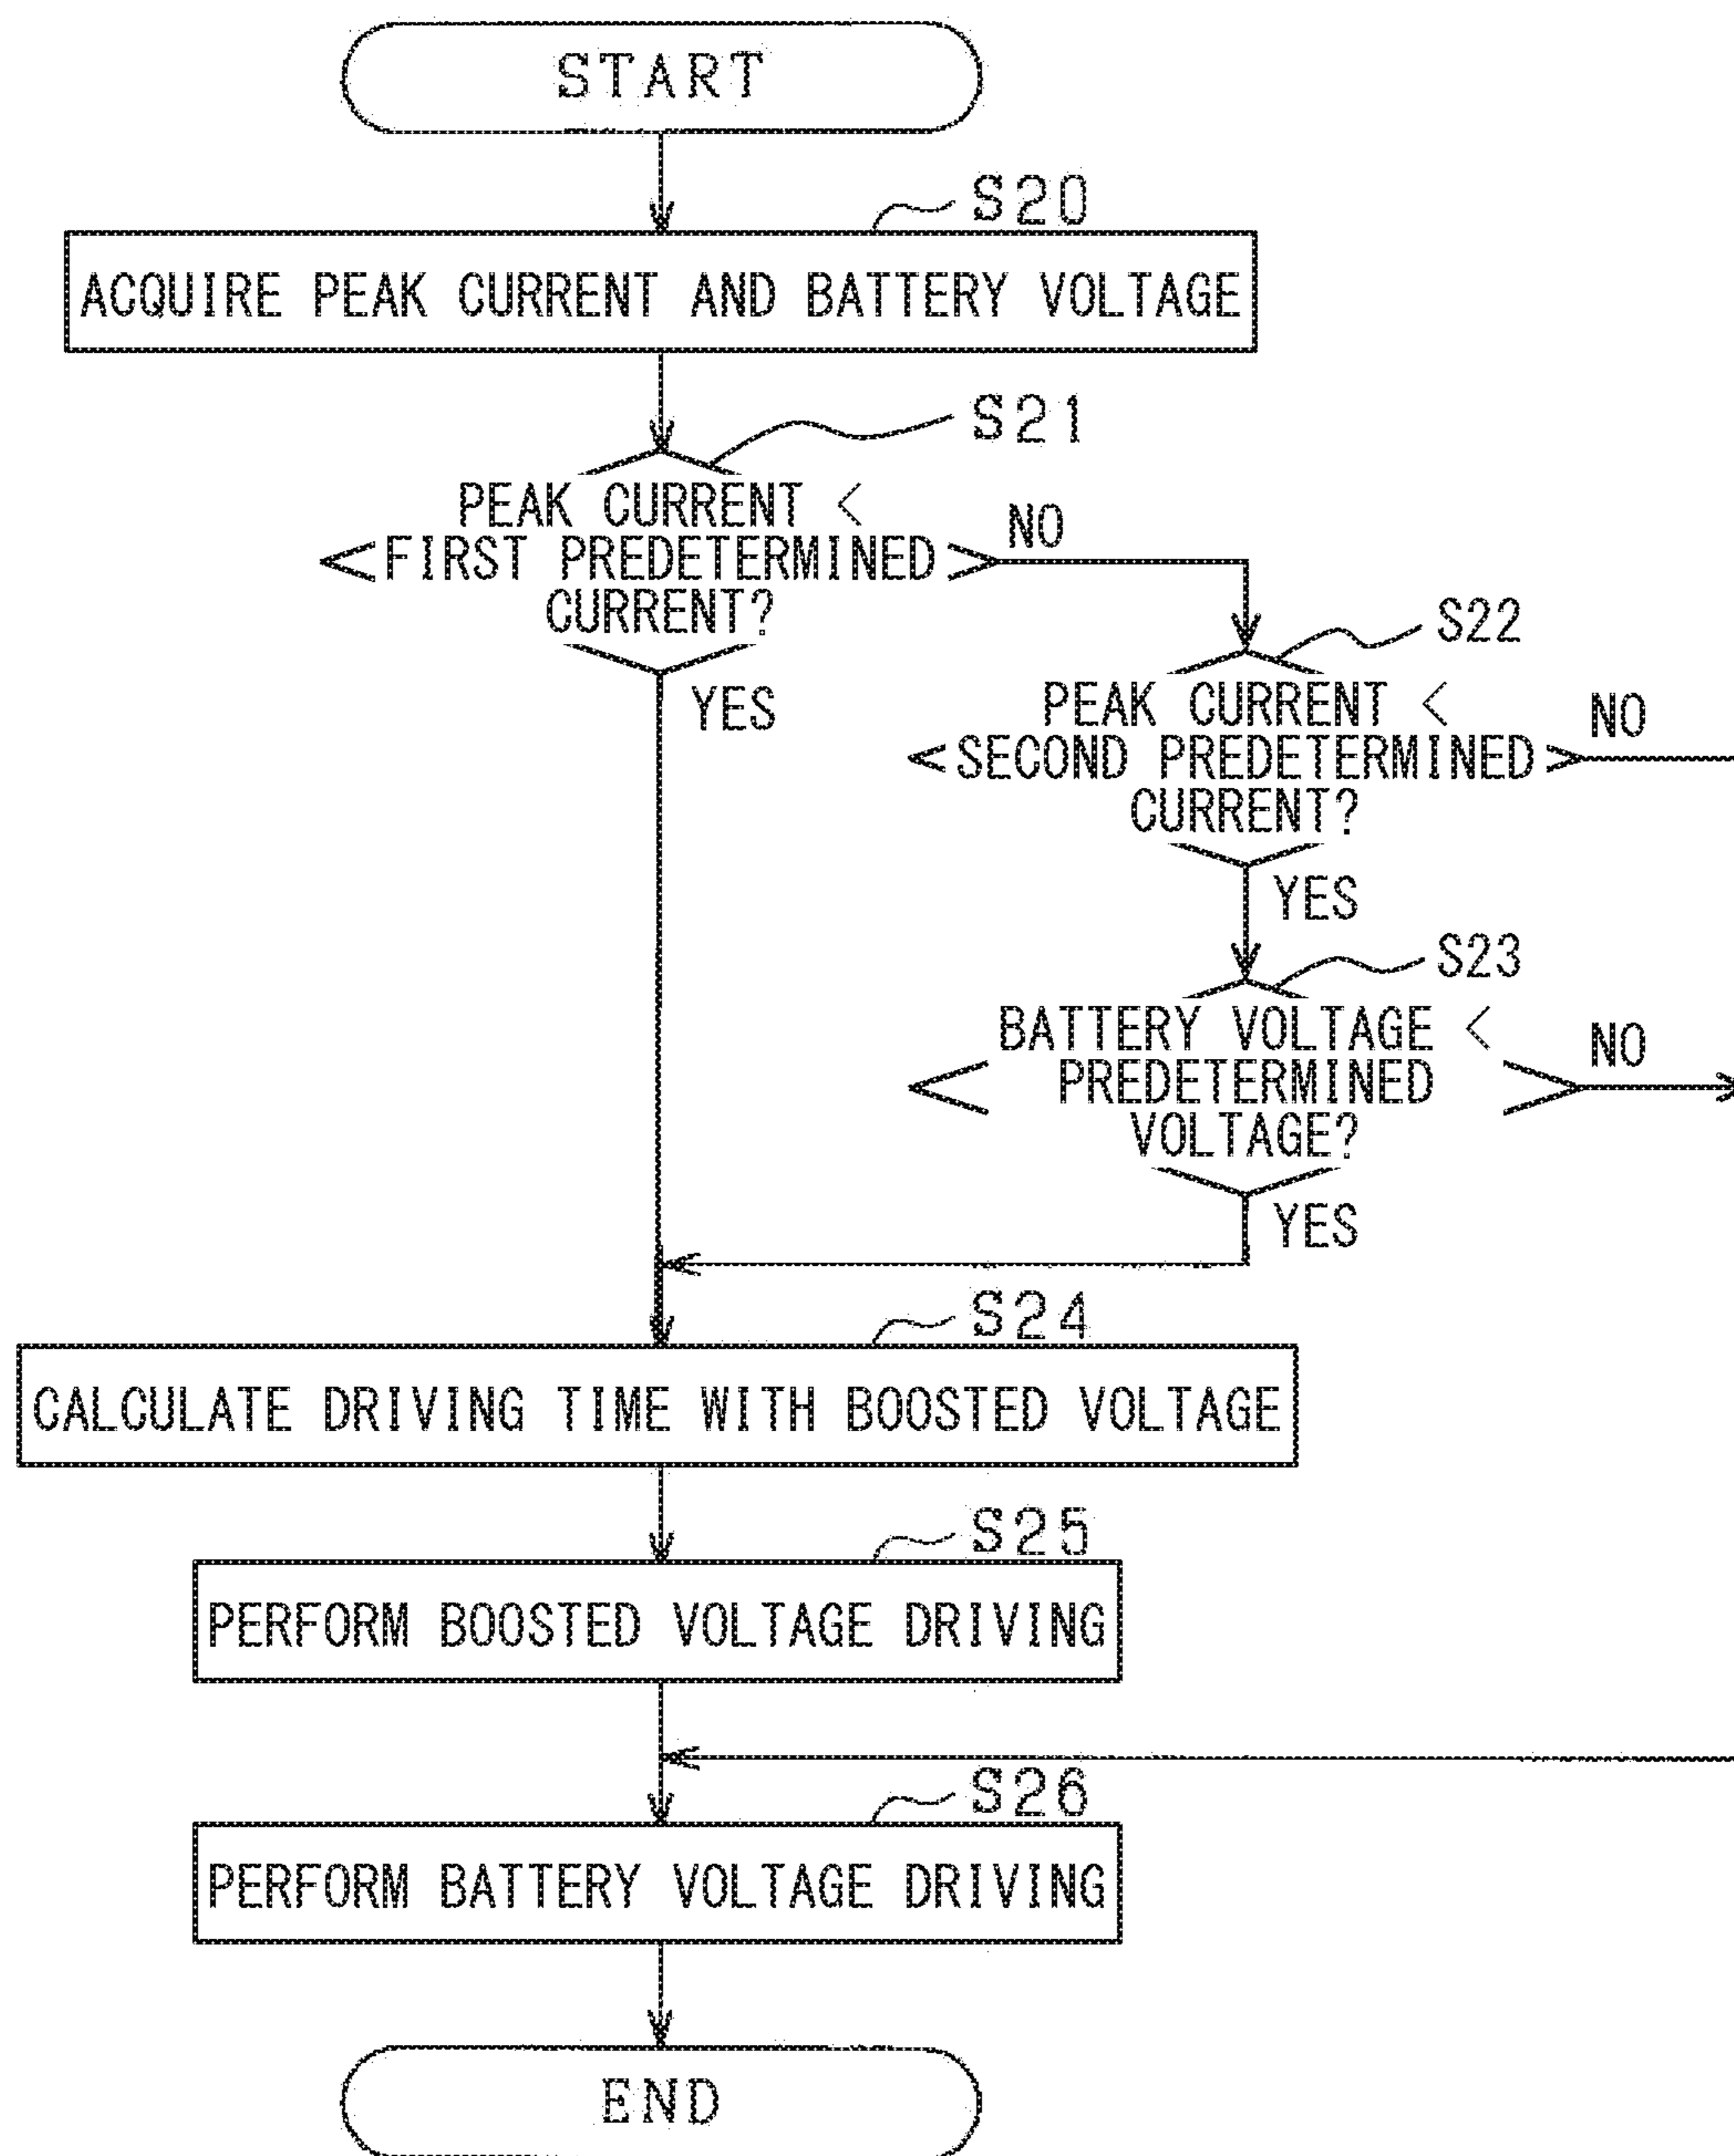 START
S20
ACQUIRE PEAK CURRENT AND BATTERY VOLTAGE
S21
PEAK CURRENT <
FIRST PREDETERMINED
CURRENT?
NO
YES
S22
PEAK CURRENT <
SECOND PREDETERMINED
CURRENT?
NO
YES
S23
BATTERY VOLTAGE <
PREDETERMINED
VOLTAGE?
NO
YES
S24
CALCULATE DRIVING TIME WITH BOOSTED VOLTAGE
S25
PERFORM BOOSTED VOLTAGE DRIVING
S26
PERFORM BATTERY VOLTAGE DRIVING
END